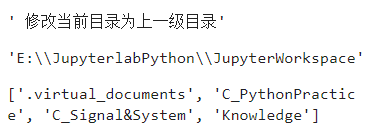 ' 修改当前目录为上一级目录'
'E:\\JupyterlabPython\\JupyterWorkspace'
['.virtual_documents', 'C_PythonPractic
e', 'C_Signal&System', 'Knowledge']